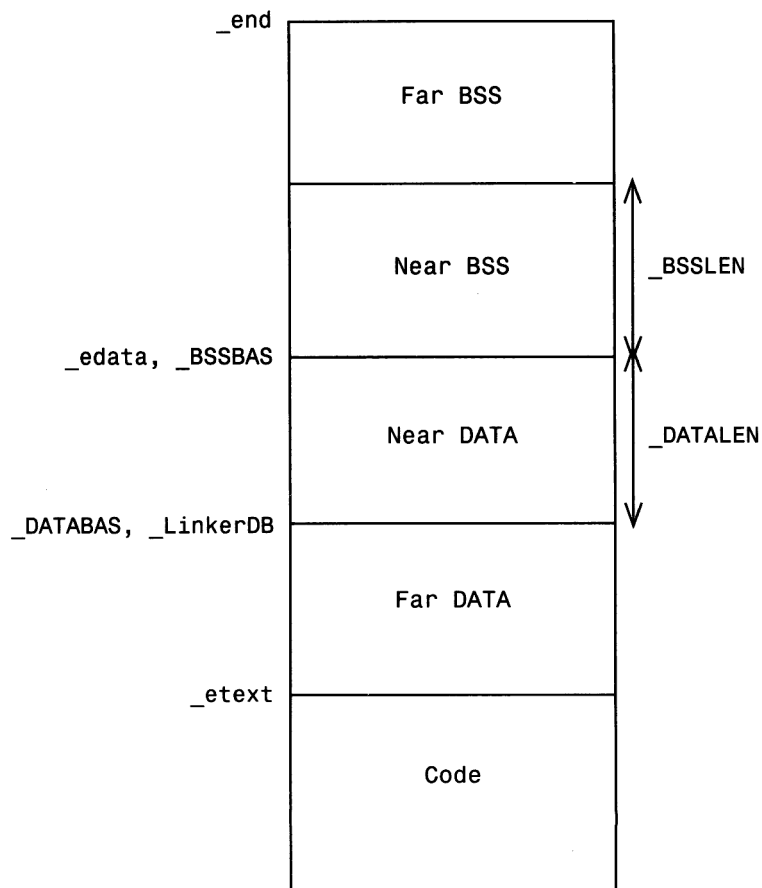 _end
Far BSS
Near BSS
_BSSLEN
_edata, _BSSBAS
Near DATA
_DATALEN
_DATABAS, _LinkerDB
Far DATA
_etext
Code